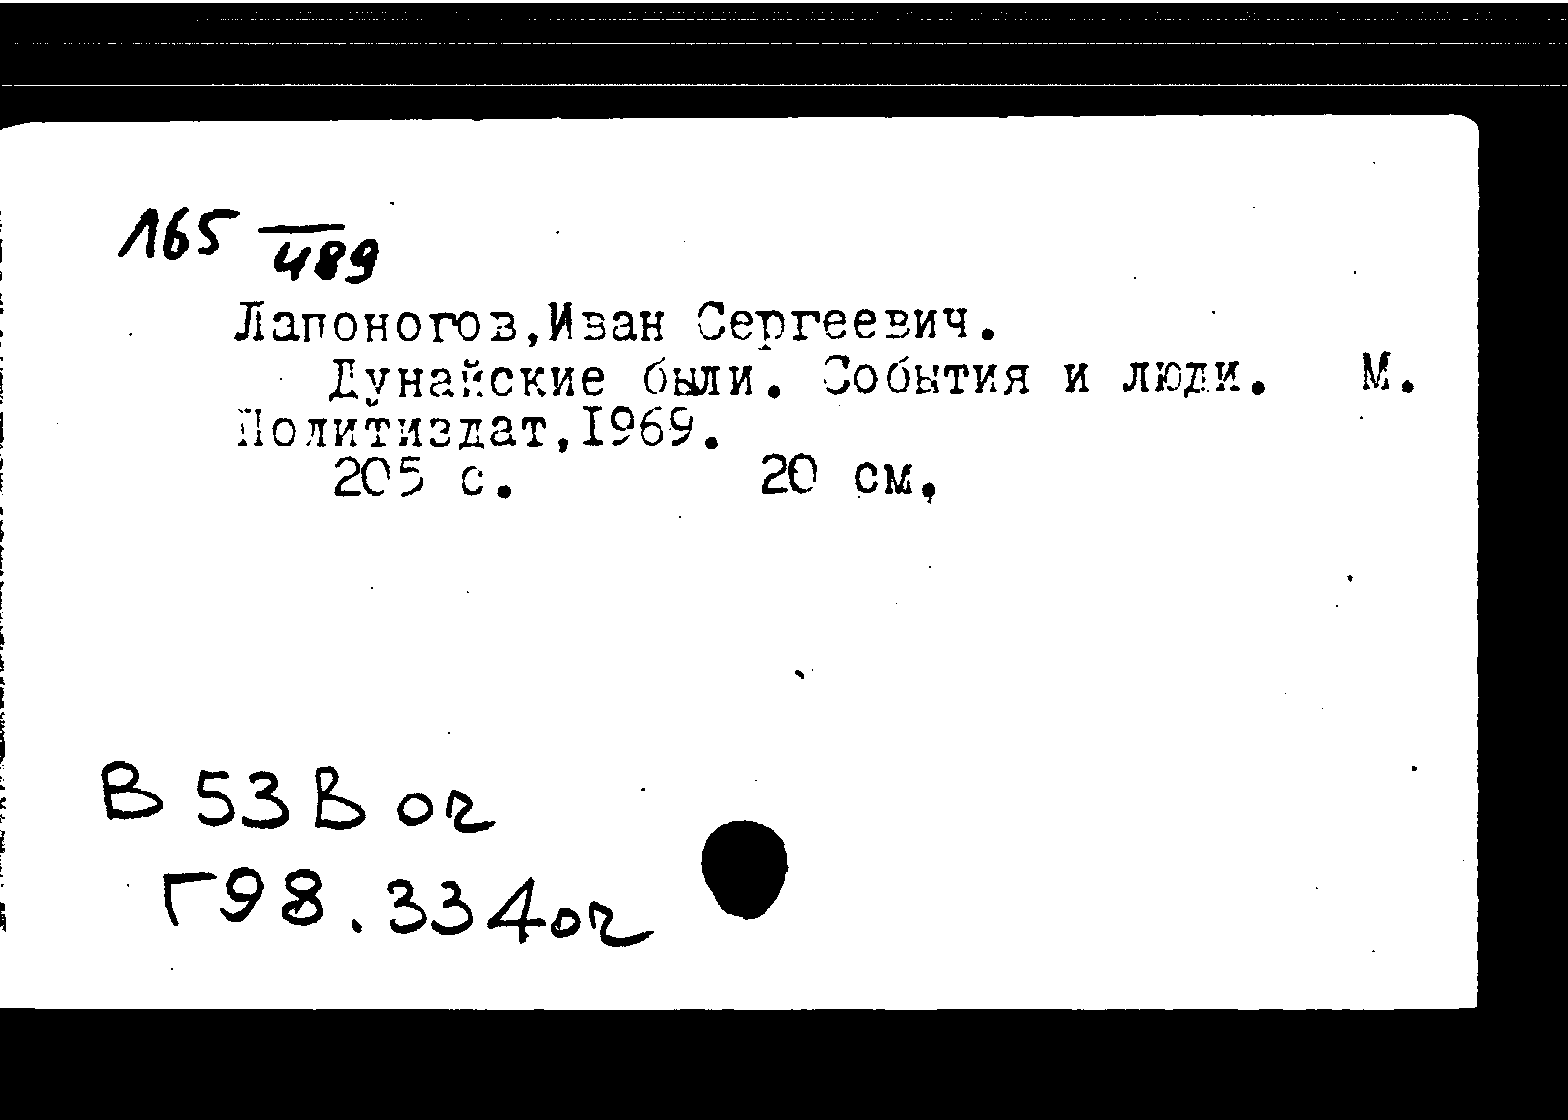 165 489
Лапоногов,Иван Сергеевич.
Дунайские были. События и люди. М.
Политиздат,1969.
205 с. 20 см.
В 53 В ог
Г98.334ог